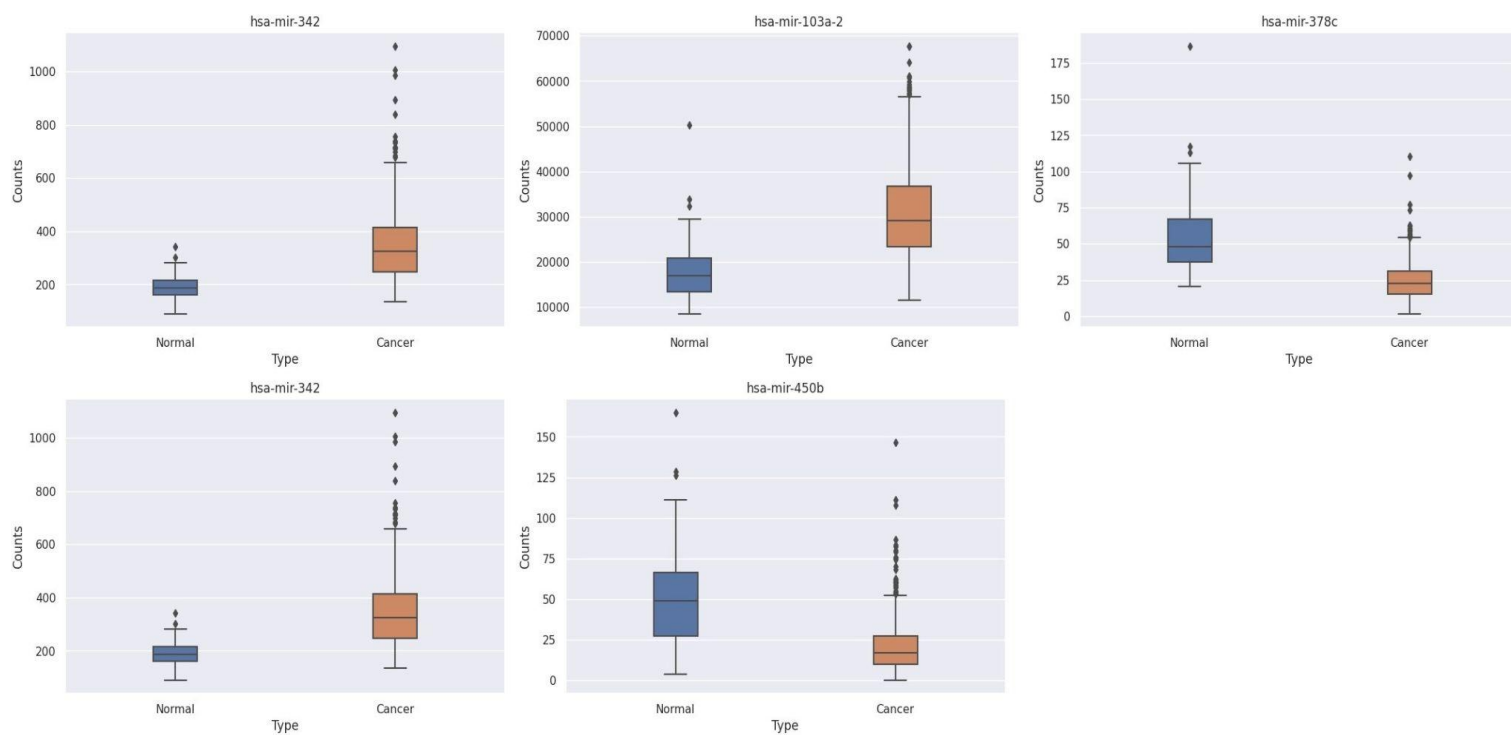 hsa-mir-342
1000
800
600
400
200
Counts
Normal
Cancer
Type
hsa-mir-103a-2
70000
60000
50000
40000
30000
20000
10000
Counts
Normal
Cancer
Type
hsa-mir-378c
175
150
125
100
75
50
25
0
Counts
Normal
Cancer
Type
hsa-mir-342
1000
800
600
400
200
Counts
Normal
Cancer
Type
hsa-mir-450b
150
125
100
75
50
25
0
Counts
Normal
Cancer
Type